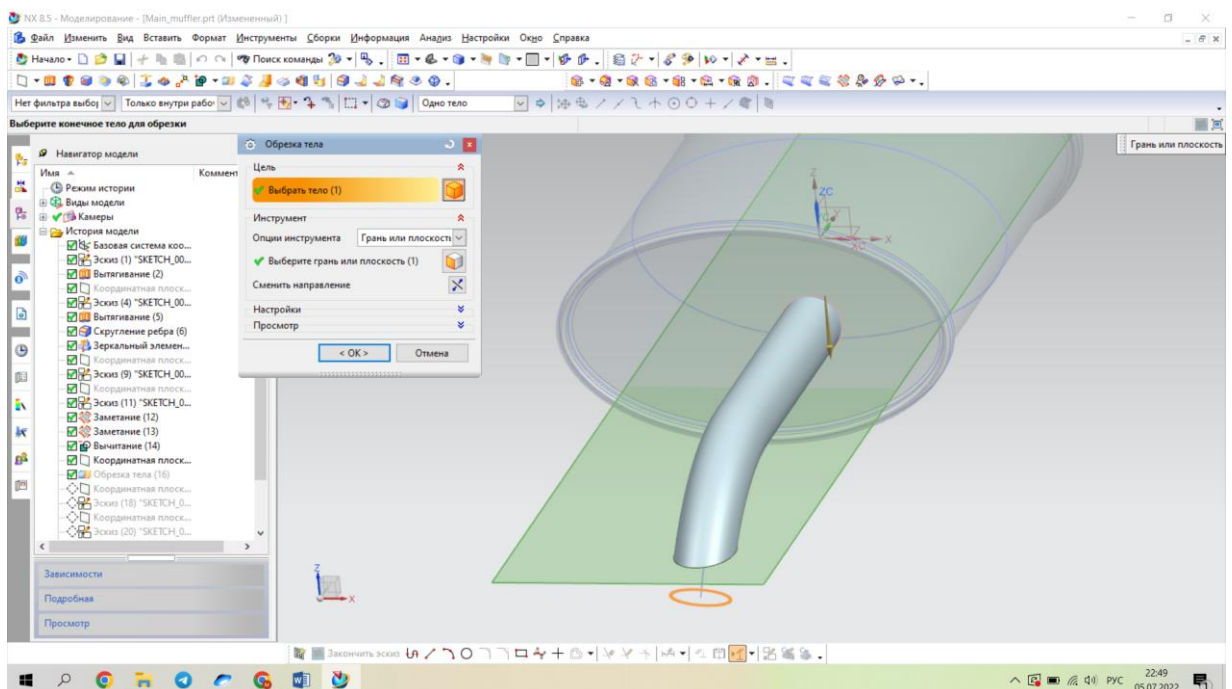 NX 8.5 - Моделирование - [Main_muffler.prt (Измененный) ]
Файл Изменить Вид Вставить Формат Инструменты Сборки Информация Анализ Настройки Окно Справка
Начало Поиск команды
Нет фильтра выбор Только внутри рабоч Одно тело
Выберите конечное тело для обрезки
Грань или плоскость
Навигатор модели
Имя Коммент
Режим истории
Виды модели
Камеры
История модели
Базовая система коо...
Эскиз (1) "SKETCH_00...
Вытягивание (2)
Координатная плоск...
Эскиз (4) "SKETCH_00...
Вытягивание (5)
Скругление ребра (6)
Зеркальный элемен...
Координатная плоск...
Эскиз (9) "SKETCH_00...
Координатная плоск...
Эскиз (11) "SKETCH_0...
Заметание (12)
Заметание (13)
Вычитание (14)
Координатная плоск...
Обрезка тела (16)
Координатная плоск...
Эскиз (18) "SKETCH_0...
Координатная плоск...
Эскиз (20) "SKETCH_0...
Зависимости
Подробная
Просмотр
Обрезка тела
Цель
Выбрать тело (1)
Инструмент
Опции инструмента Грань или плоскость
Выберите грань или плоскость (1)
Сменить направление
Настройки
Просмотр
< OK > Отмена
Z
ZC
XC X
Z
X
Закончить эскиз
РУС 22:49
05.07.2022